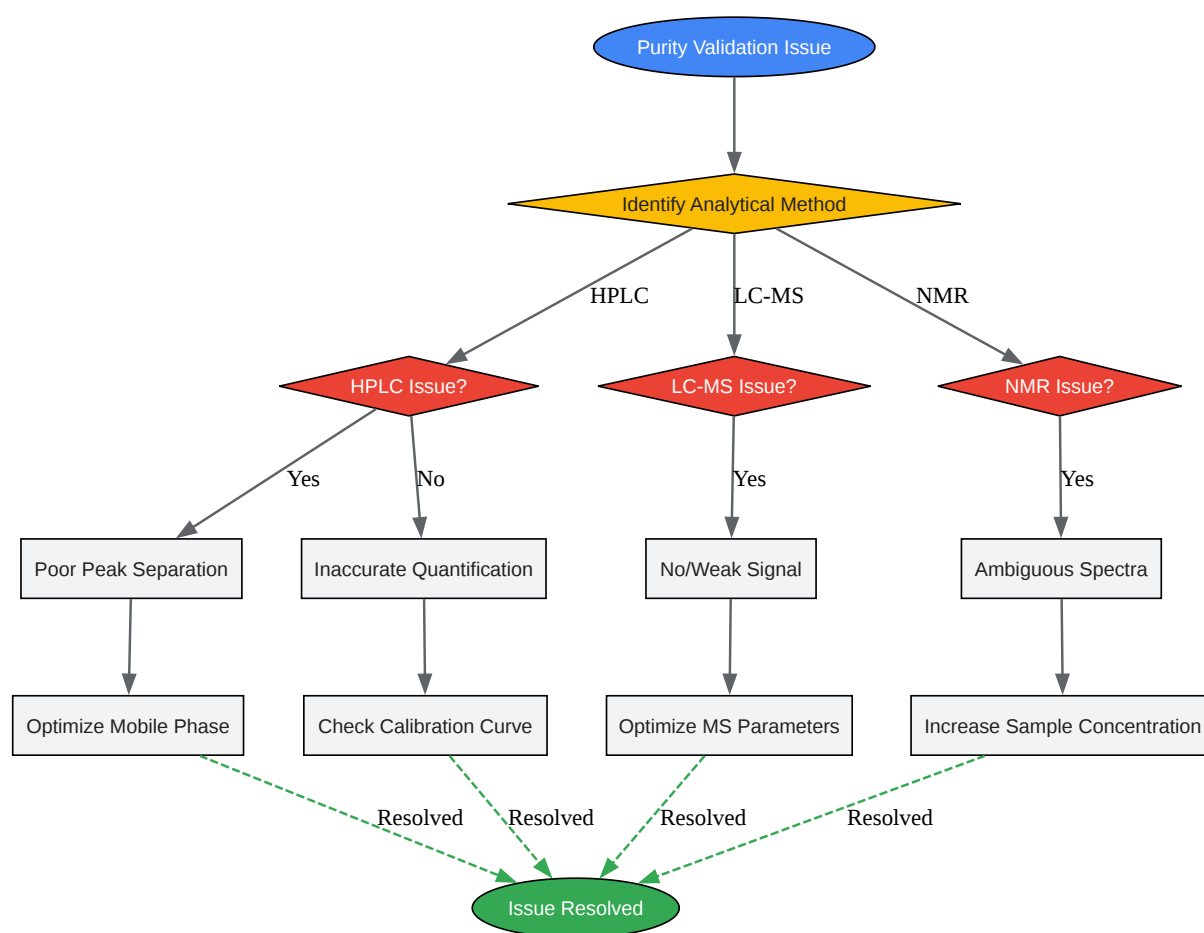 Purity Validation Issue
Identify Analytical Method
HPLC
LC-MS
NMR
HPLC Issue?
LC-MS Issue?
NMR Issue?
Yes
No
Yes
Yes
Poor Peak Separation
Inaccurate Quantification
No/Weak Signal
Ambiguous Spectra
Optimize Mobile Phase
Check Calibration Curve
Optimize MS Parameters
Increase Sample Concentration
Resolved
Resolved
Resolved
Resolved
Issue Resolved